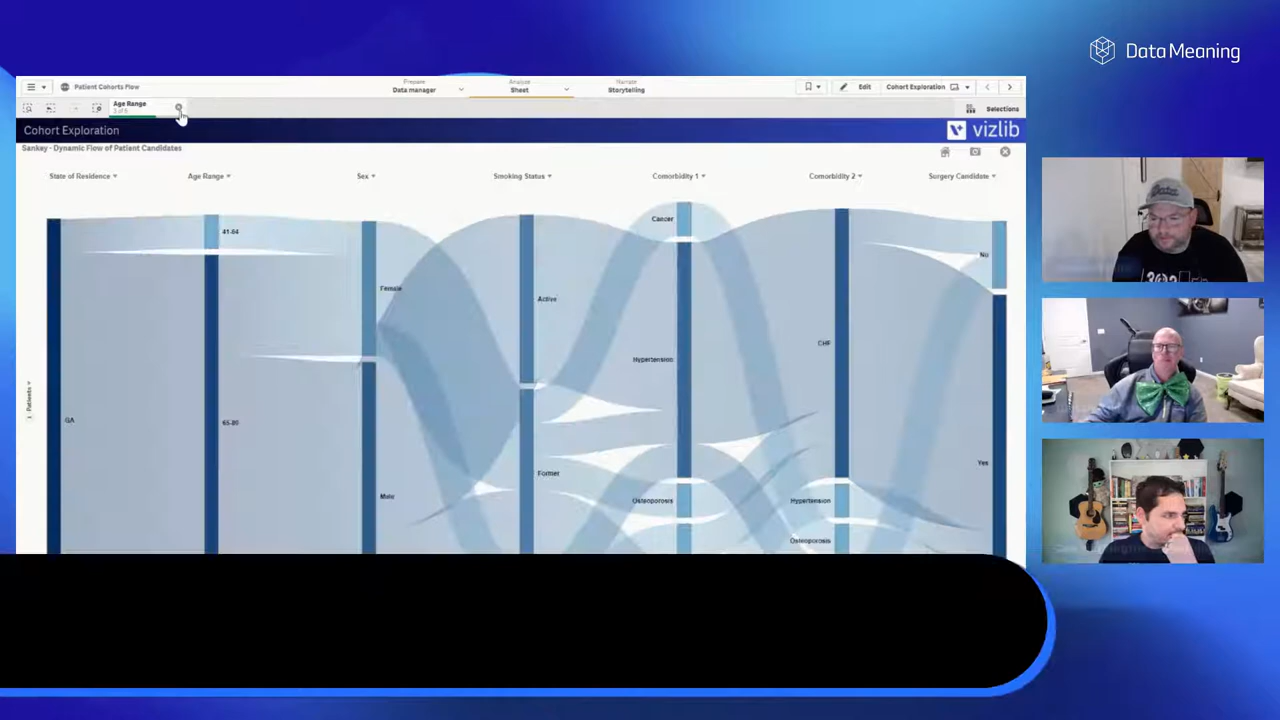 Data Meaning
Patient Cohorts Flow
Prepare
Data manager
Analyze
Sheet
Narrate
Storytelling
Edit
Cohort Exploration
Age Range
3 of 6
Selections
Cohort Exploration
vizlib
Sankey - Dynamic Flow of Patient Candidates
State of Residence
Age Range
Sex
Smoking Status
Comorbidity 1
Comorbidity 2
Surgery Candidate
Cancer
41-64
No
Female
Active
CHF
Hypertension
Patients
GA
65-80
Yes
Former
Male
Osteoporosis
Hypertension
Osteoporosis